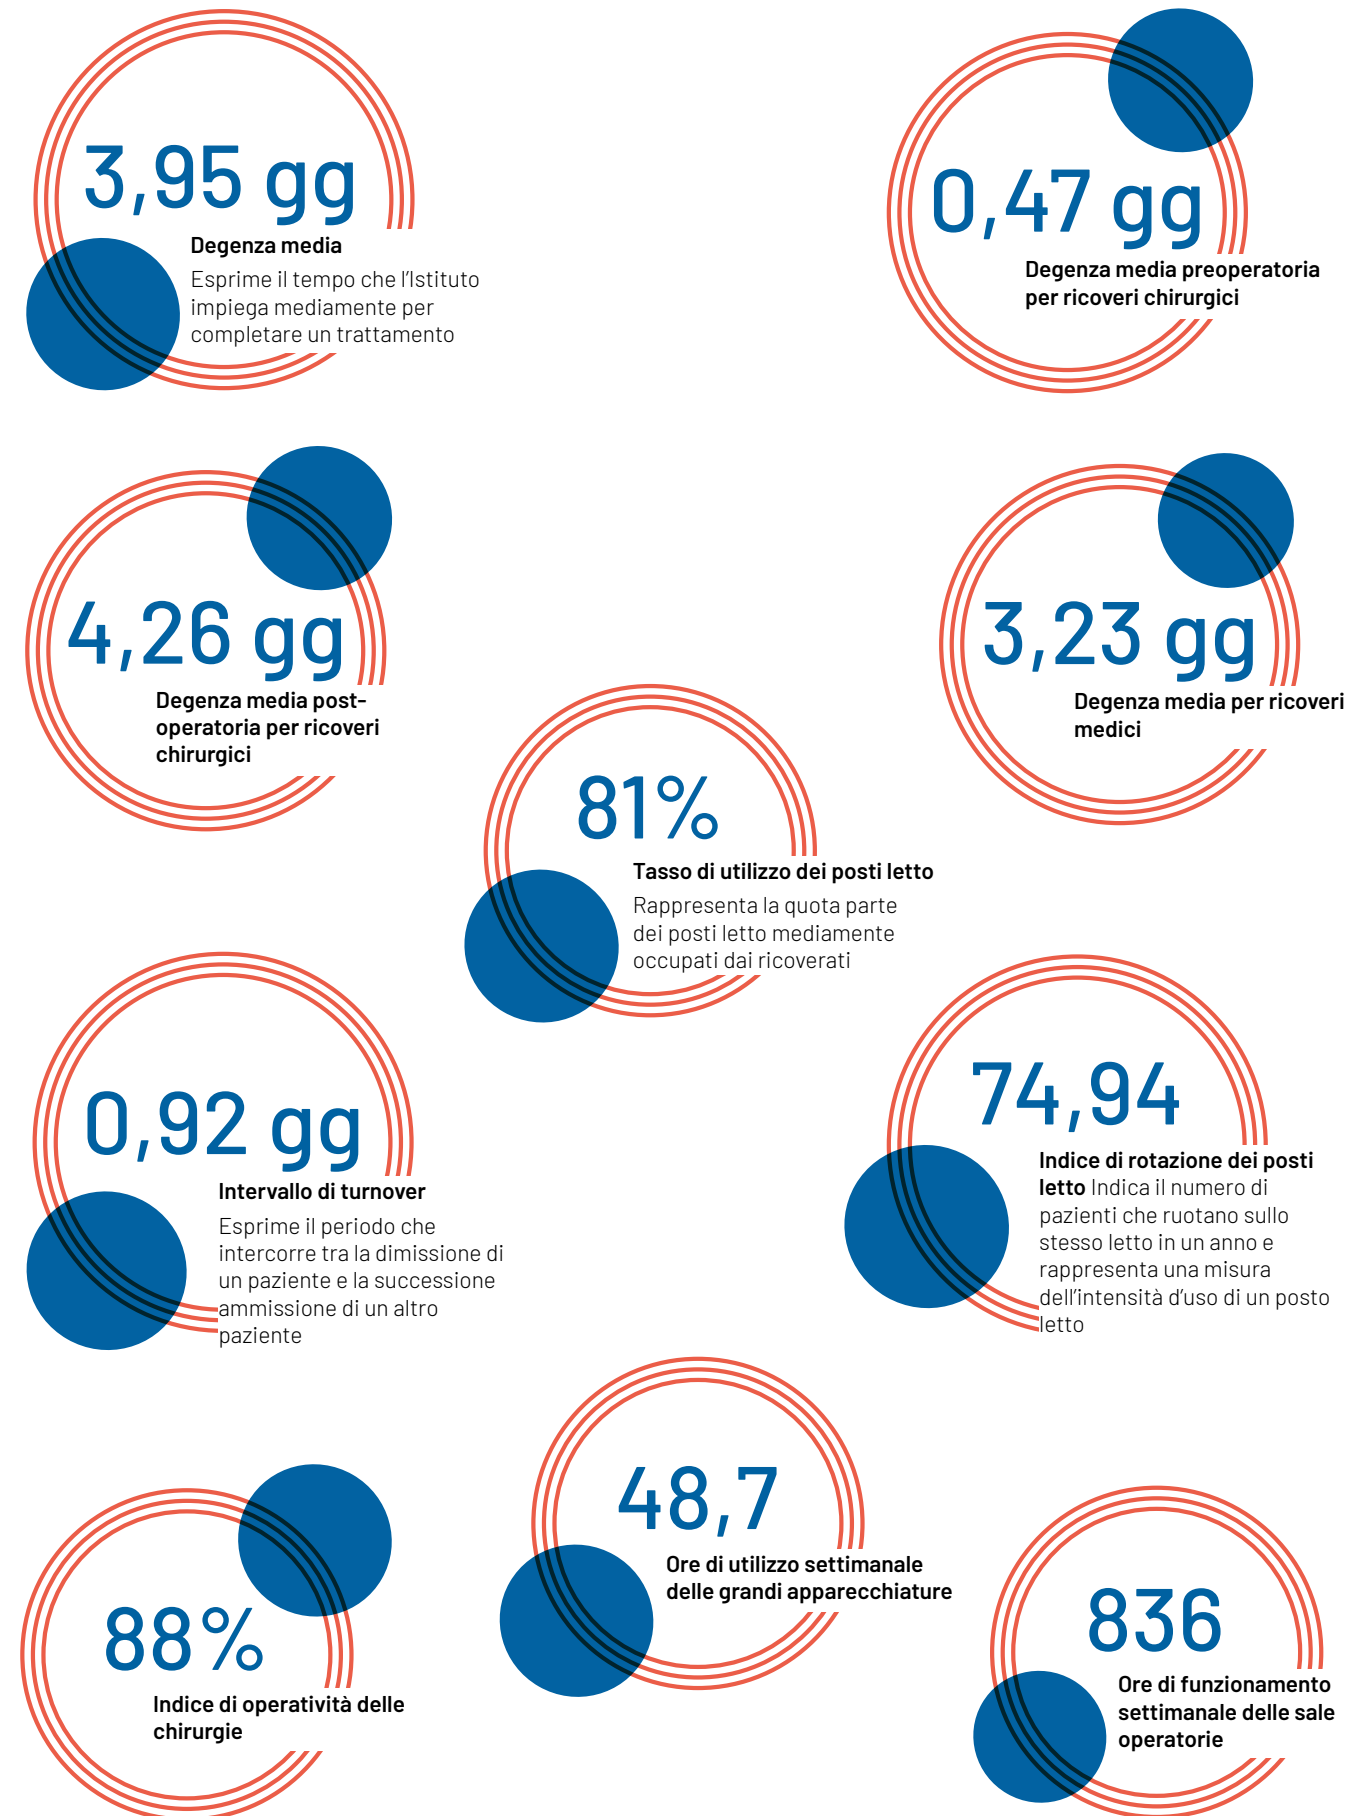 3,95 gg
Degenza media
Esprime il tempo che l'Istituto
impiega mediamente per
completare un trattamento
0,47 gg
Degenza media preoperatoria
per ricoveri chirurgici
4,26 gg
Degenza media post-
operatoria per ricoveri
chirurgici
3,23 gg
Degenza media per ricoveri
medici
81%
Tasso di utilizzo dei posti letto
Rappresenta la quota parte
dei posti letto mediamente
occupati dai ricoverati
0,92 gg
Intervallo di turnover
Esprime il periodo che
intercorre tra la dimissione di
un paziente e la successione
ammissione di un altro
paziente
74,94
Indice di rotazione dei posti
letto Indica il numero di
pazienti che ruotano sullo
stesso letto in un anno e
rappresenta una misura
dell'intensità d'uso di un posto
letto
48,7
Ore di utilizzo settimanale
delle grandi apparecchiature
88%
Indice di operatività delle
chirurgie
836
Ore di funzionamento
settimanale delle sale
operatorie